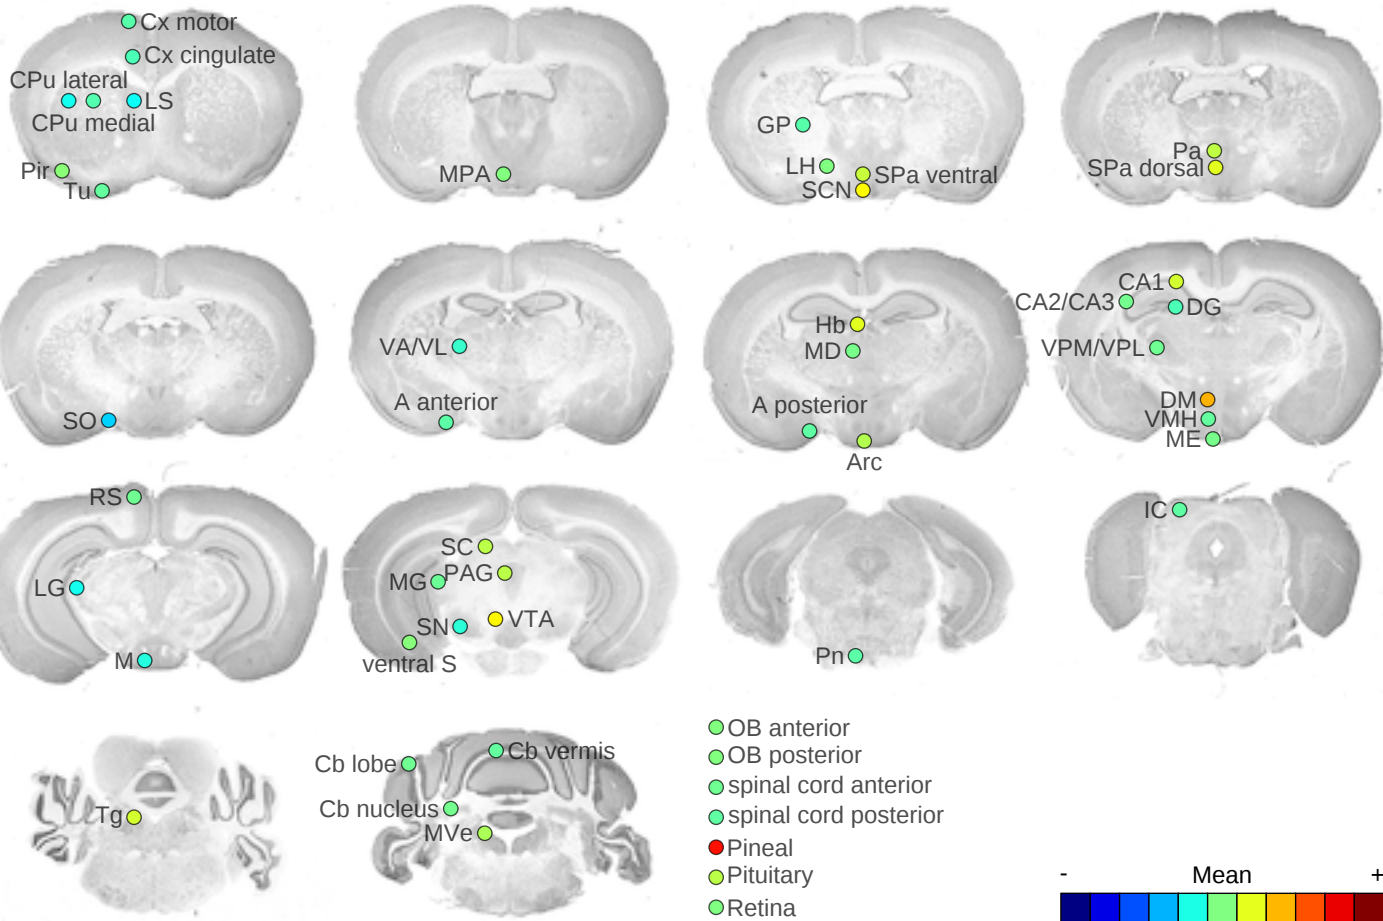 Cx motor
Cx cingulate
CPu lateral
LS
CPu medial
Pir
Tu
MPA
GP
LH
SPa ventral
SCN
Pa
SPa dorsal
SO
VA/VL
A anterior
Hb
MD
A posterior
Arc
CA1
CA2/CA3
DG
VPM/VPL
DM
VMH
ME
RS
LG
M
SC
PAG
MG
SN
VTA
ventral S
Pn
IC
Tg
Cb lobe
Cb vermis
Cb nucleus
MVe
OB anterior
OB posterior
spinal cord anterior
spinal cord posterior
Pineal
Pituitary
Retina
- Mean +